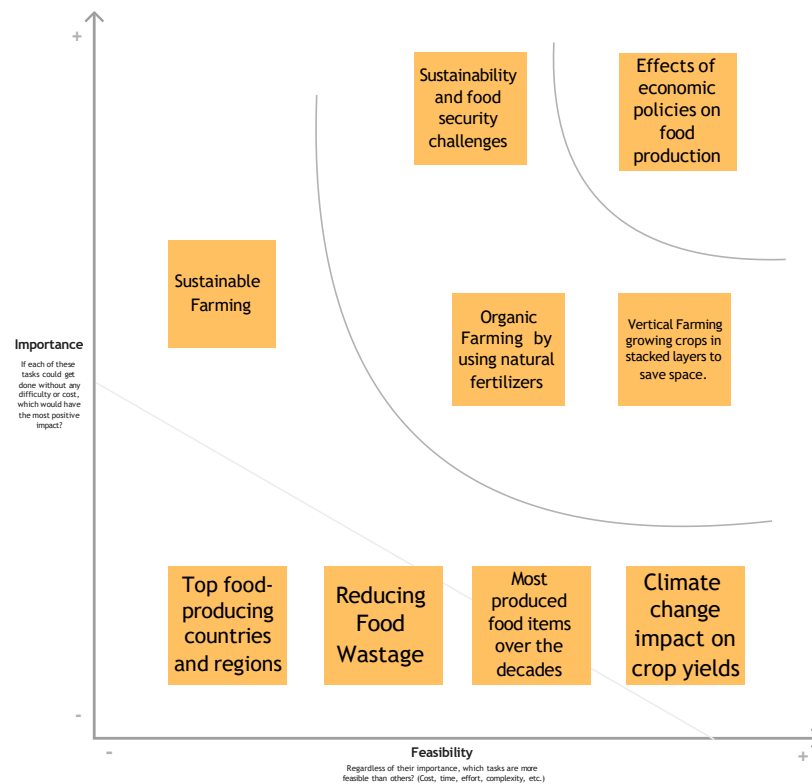 +
Sustainability
and food
security
challenges
Effects of
economic
policies on
food
production
Sustainable
Farming
Organic
Farming by
using natural
fertilizers
Vertical Farming
growing crops in
stacked layers to
save space.
Importance
If each of these
tasks could get
done without any
difficulty or cost,
which would have
the most positive
impact?
Top food-
producing
countries
and regions
Reducing
Food
Wastage
Most
produced
food items
over the
decades
Climate
change
impact on
crop yields
-
-
Feasibility
+
Regardless of their importance, which tasks are more
feasible than others? (Cost, time, effort, complexity, etc.)